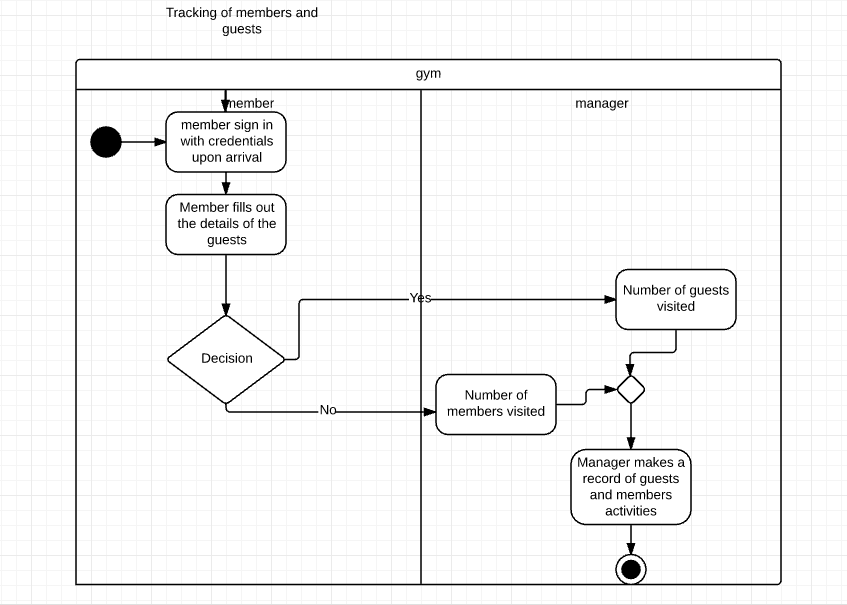 Tracking of members and
guests
gym
member
manager
member sign in
with credentials
upon arrival
Member fills out
the details of the
guests
Number of guests
visited
Yes
Decision
Number of
members visited
No
Manager makes a
record of guests
and members
activities